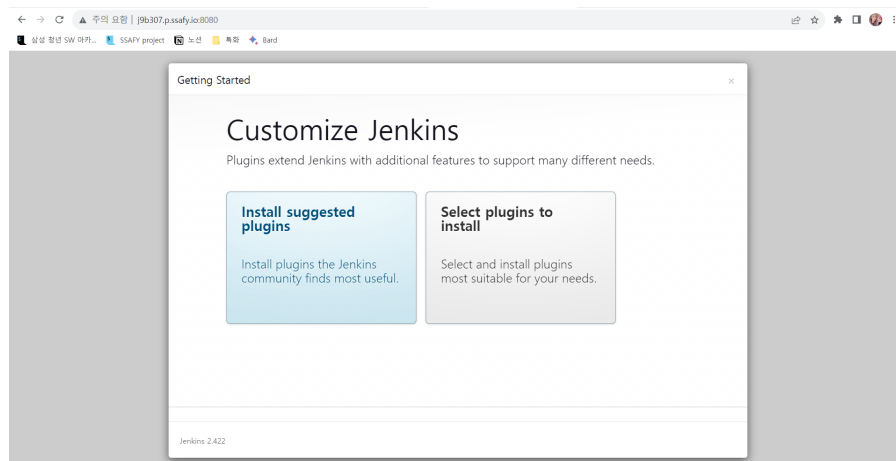 주의 요함 | j9b307.p.ssafy.io:8080
삼성 청년 SW 아카... SSAFY project 노션 특화 Bard
Getting Started
Customize Jenkins
Plugins extend Jenkins with additional features to support many different needs.
Install suggested
plugins
Install plugins the Jenkins
community finds most useful.
Select plugins to
install
Select and install plugins
most suitable for your needs.
Jenkins 2.422